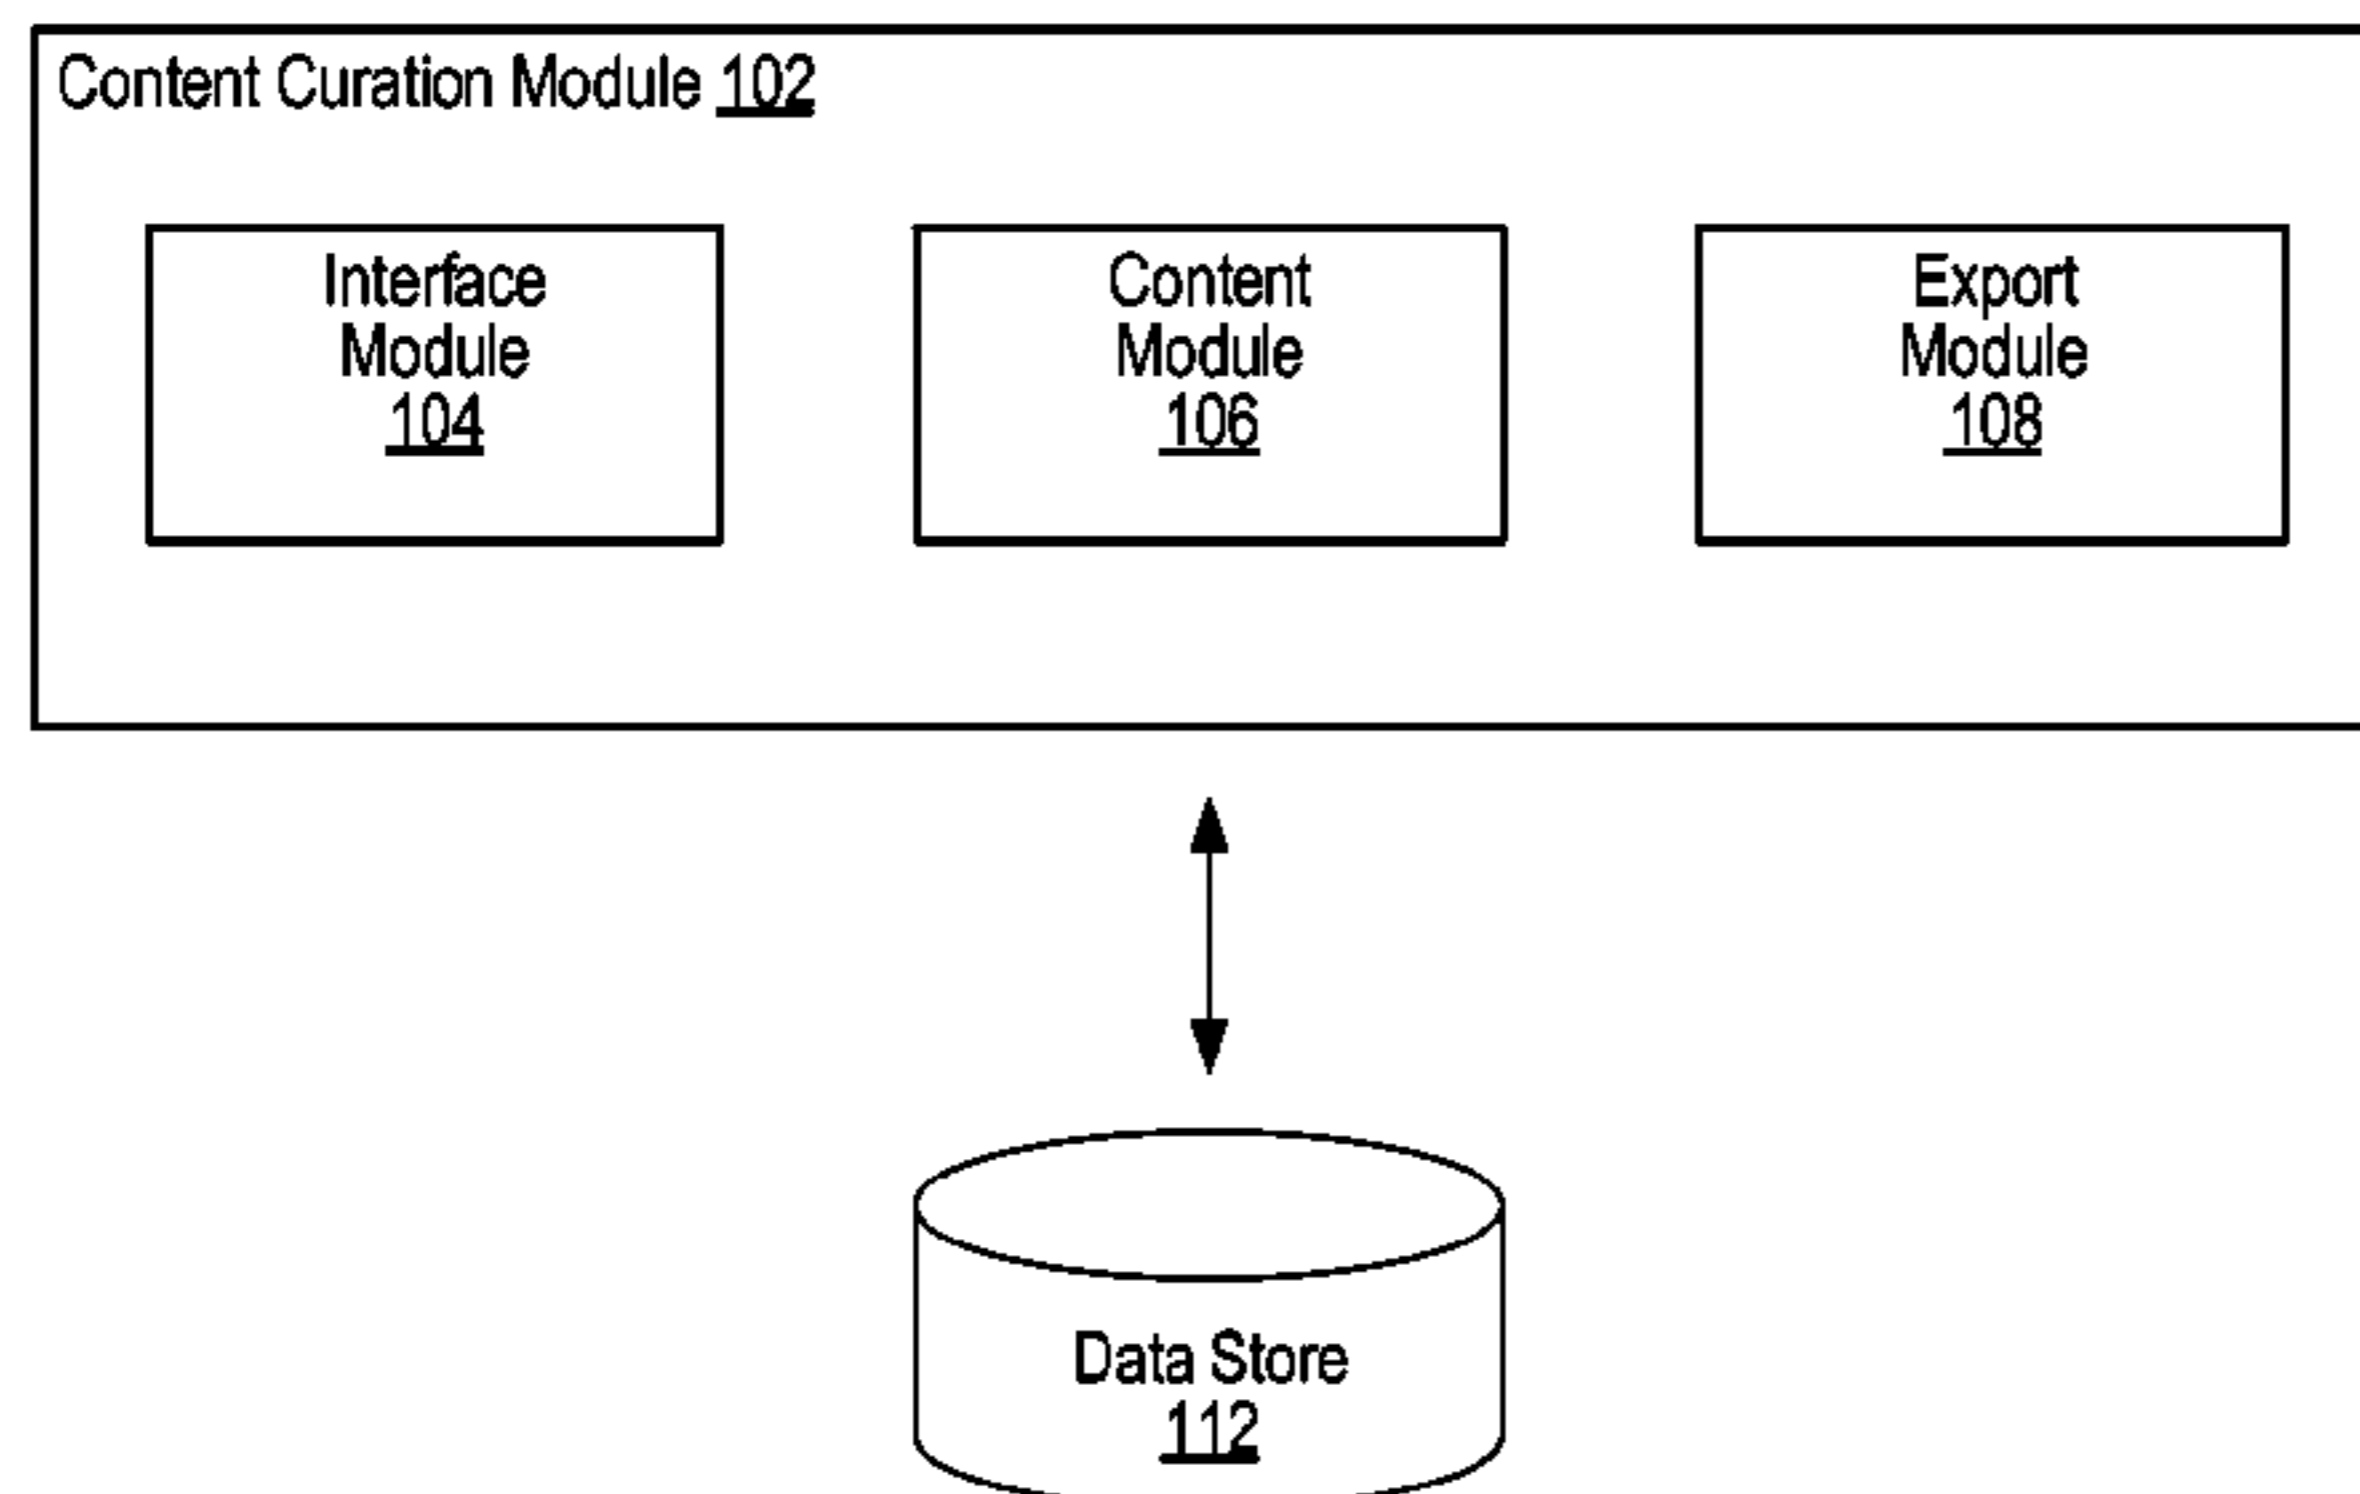 Content Curation Module 102
Interface
Module
104
Content
Module
106
Export
Module
108
Data Store
112